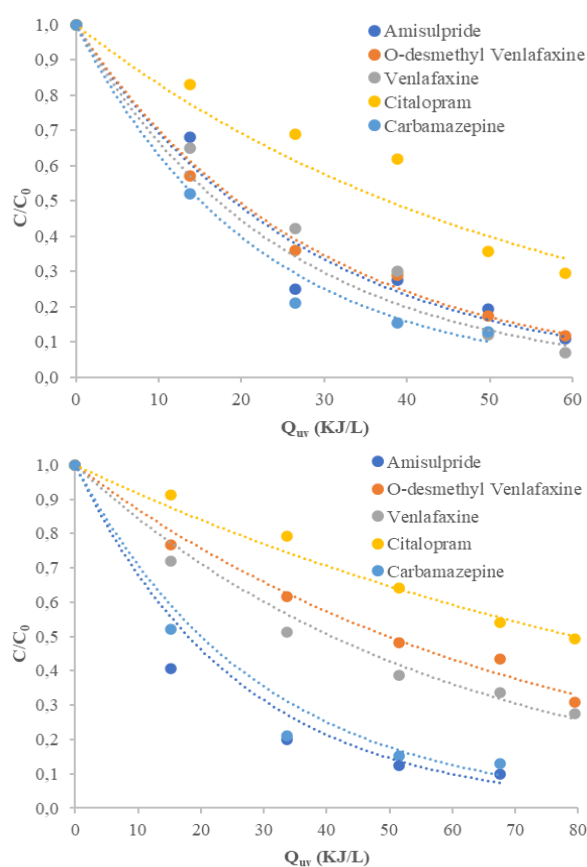 1,0
0,9
0,8
0,7
0,6
0,5
0,4
0,3
0,2
0,1
0,0
C/C0
Amisulpride
O-desmethyl Venlafaxine
Venlafaxine
Citalopram
Carbamazepine
0 10 20 30 40 50 60
Quv (KJ/L)
1,0
0,9
0,8
0,7
0,6
0,5
0,4
0,3
0,2
0,1
0,0
C/C0
Amisulpride
O-desmethyl Venlafaxine
Venlafaxine
Citalopram
Carbamazepine
0 10 20 30 40 50 60 70 80
Quv (KJ/L)